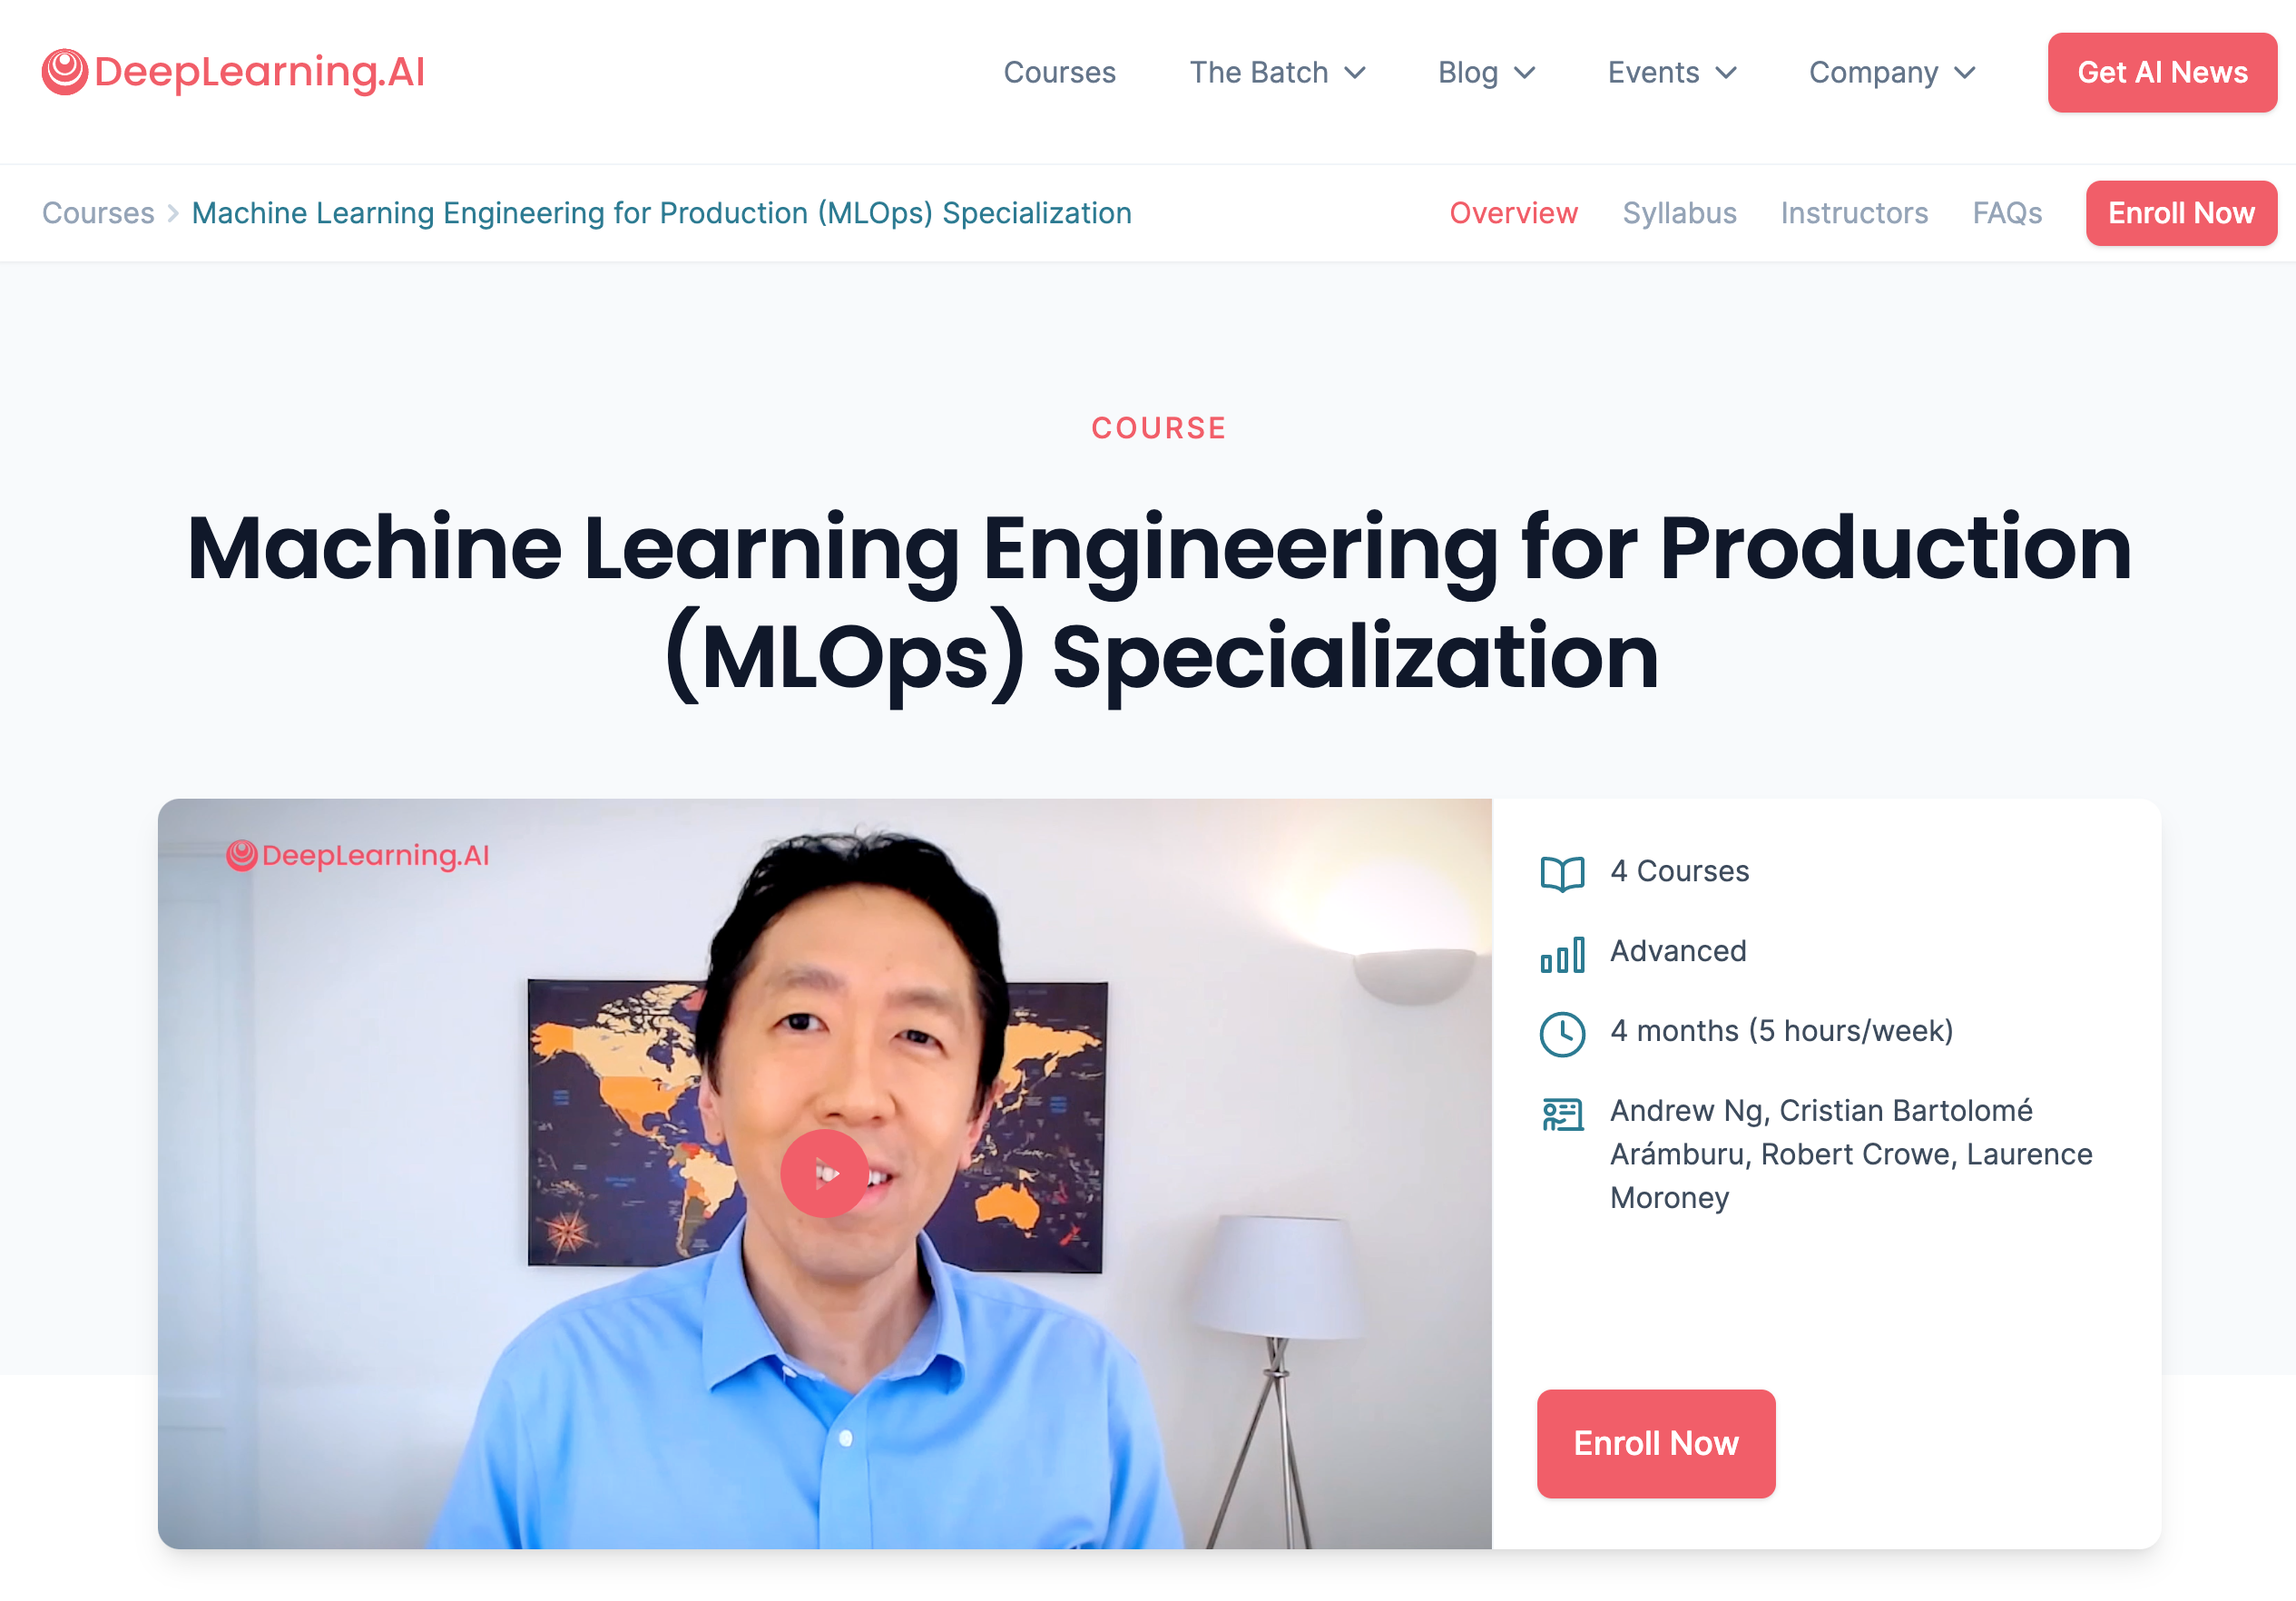 DeepLearning.AI
Courses
The Batch
Blog
Events
Company
Get AI News
Courses > Machine Learning Engineering for Production (MLOps) Specialization
Overview
Syllabus
Instructors
FAQs
Enroll Now
COURSE
Machine Learning Engineering for Production
(MLOps) Specialization
DeepLearning.AI
4 Courses
Advanced
4 months (5 hours/week)
Andrew Ng, Cristian Bartolomé
Arámburu, Robert Crowe, Laurence
Moroney
Enroll Now